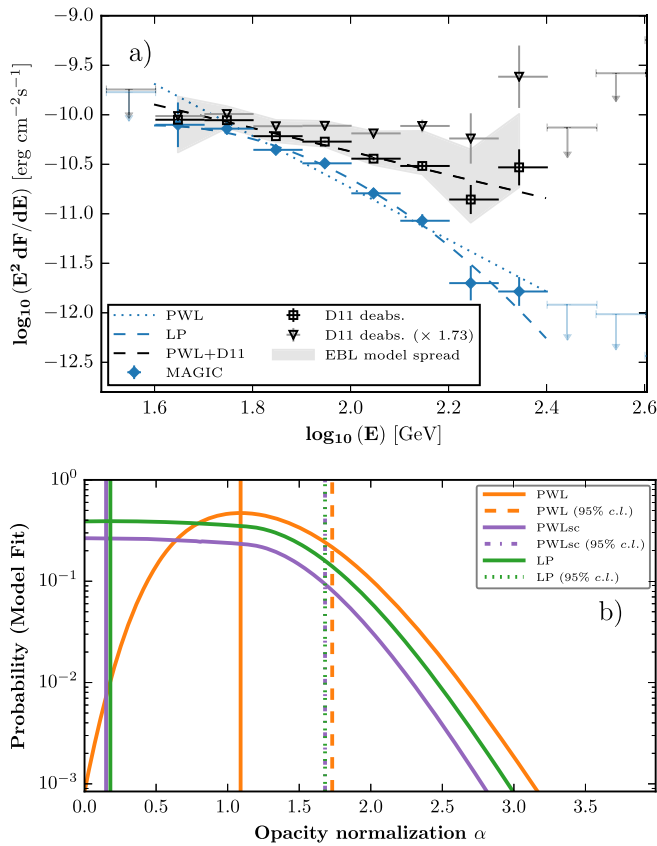 a)
−9.0
−9.5
−10.0
−10.5
−11.0
−11.5
−12.0
−12.5
log₁₀ (E² dF/dE) [erg cm⁻²s⁻¹]
PWL
LP
PWL+D11
MAGIC
D11 deabs.
D11 deabs. (× 1.73)
EBL model spread
1.6
1.8
2.0
2.2
2.4
2.6
log₁₀ (E) [GeV]
b)
10⁰
10⁻¹
10⁻²
10⁻³
Probability (Model Fit)
PWL
PWL (95% c.l.)
PWLsc
PWLsc (95% c.l.)
LP
LP (95% c.l.)
0.0
0.5
1.0
1.5
2.0
2.5
3.0
3.5
Opacity normalization α